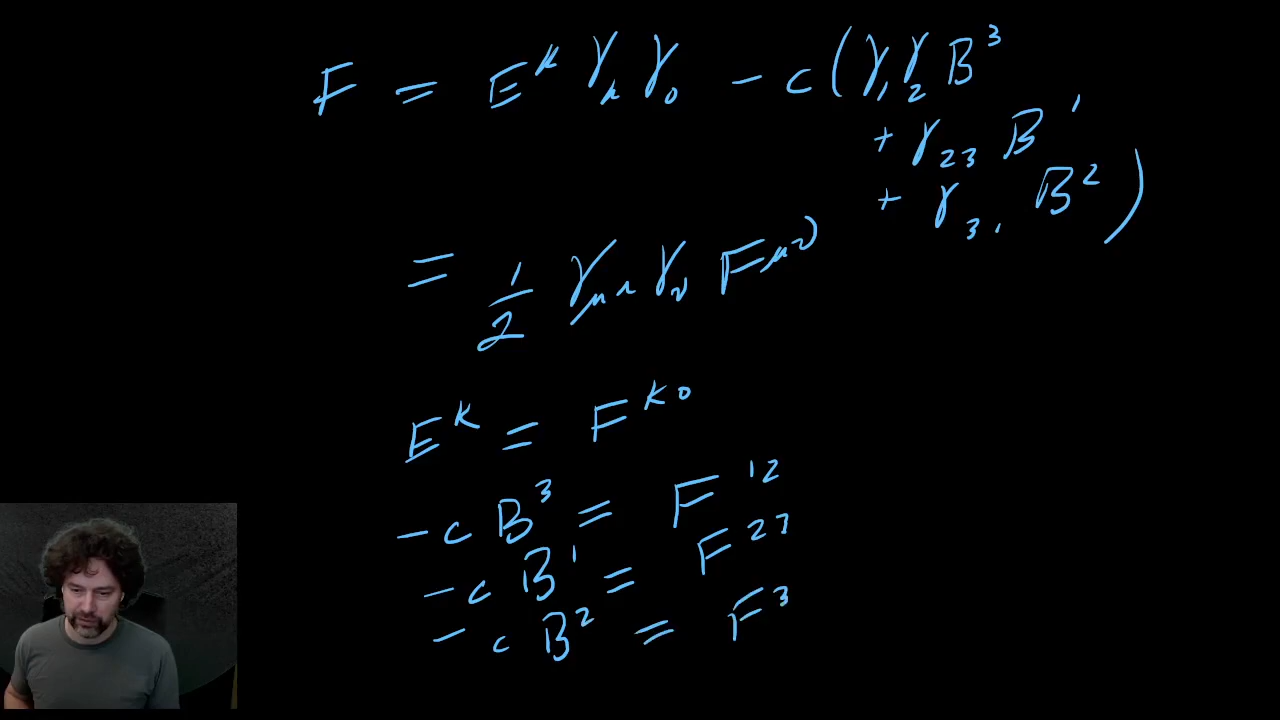 F = E^k γ_k γ_0 − c(γ_1 γ_2 B^3
+ γ_23 B^1
+ γ_31 B^2)
= 1/2 γ_μ ∧ γ_ν F^μν
E^k = F^k0
−c B^3 = F^12
−c B^1 = F^23
−c B^2 = F^3